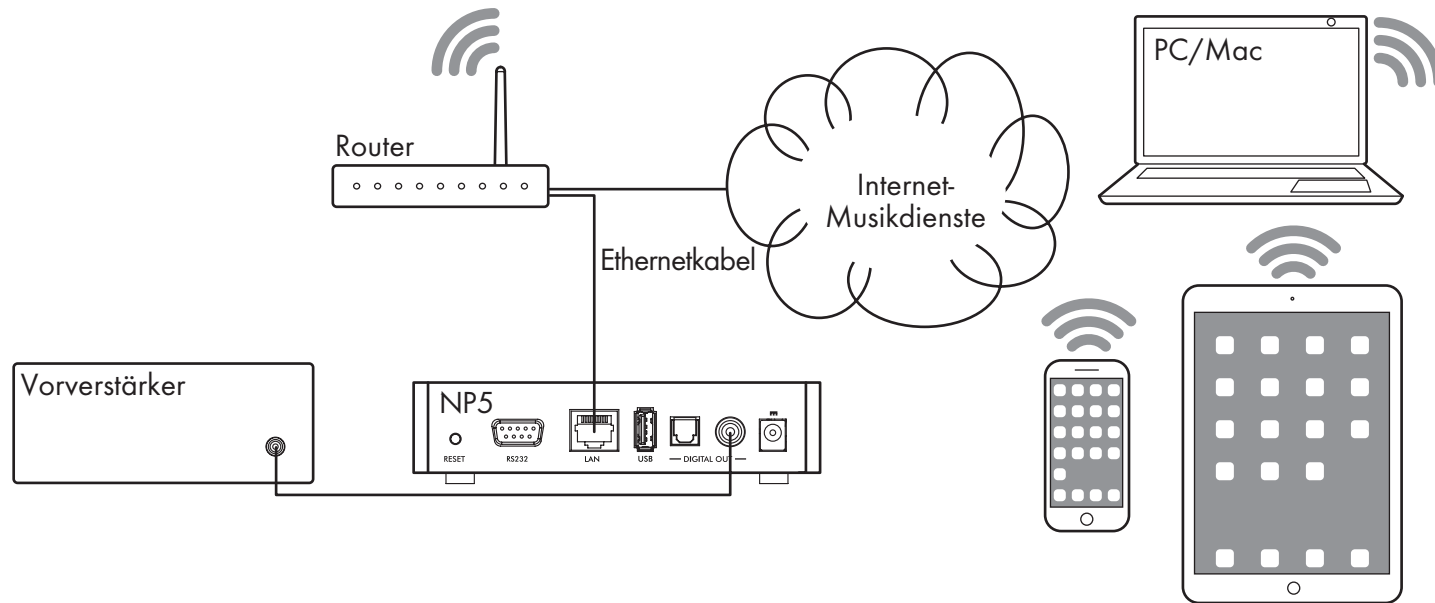 PC/Mac
Router
Internet-
Musikdienste
Ethernetkabel
Vorverstärker
NP5
RESET
RS232
LAN
USB
DIGITAL OUT